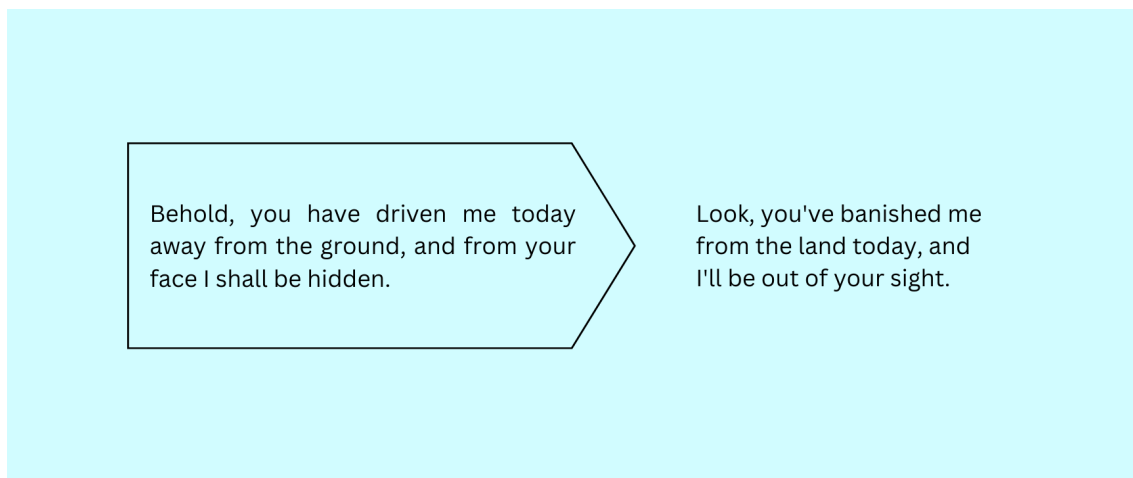 Behold, you have driven me today
away from the ground, and from your
face I shall be hidden.
Look, you've banished me
from the land today, and
I'll be out of your sight.